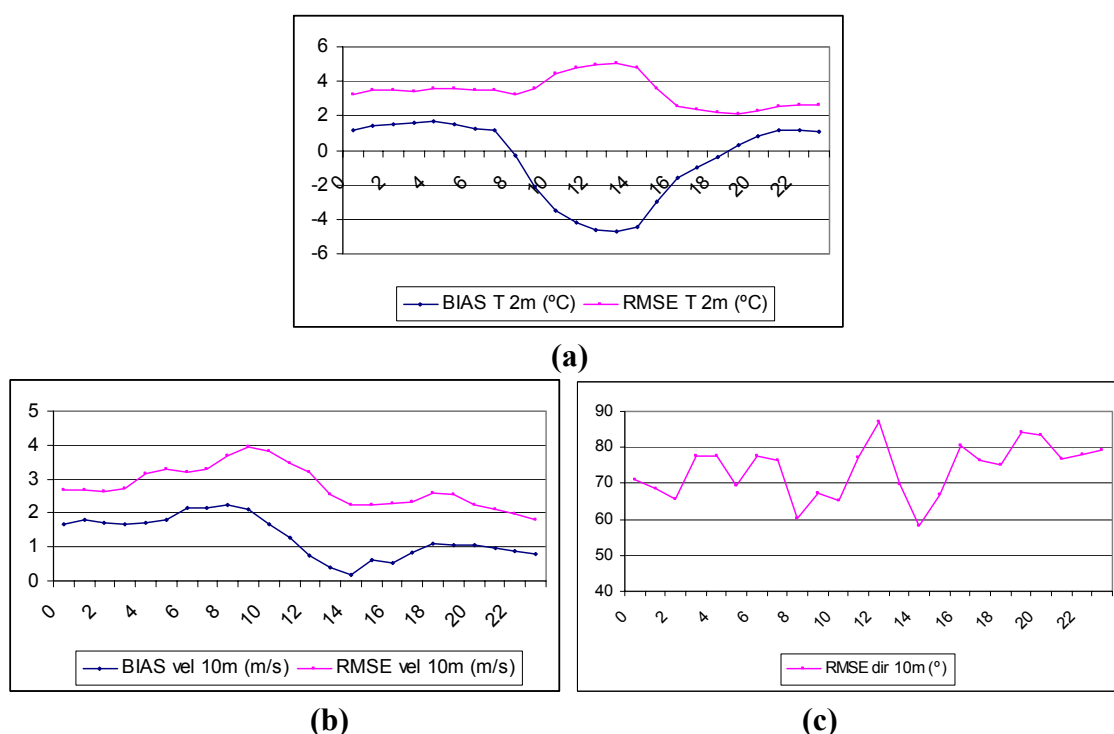 6
4
2
0
-2
-4
-6
0 2 4 6 8 10 12 14 16 18 20 22
BIAS T 2m (ºC) RMSE T 2m (ºC)
(a)
5
4
3
2
1
0
0 2 4 6 8 10 12 14 16 18 20 22
BIAS vel 10m (m/s) RMSE vel 10m (m/s)
(b)
90
80
70
60
50
40
0 2 4 6 8 10 12 14 16 18 20 22
RMSE dir 10m (º)
(c)